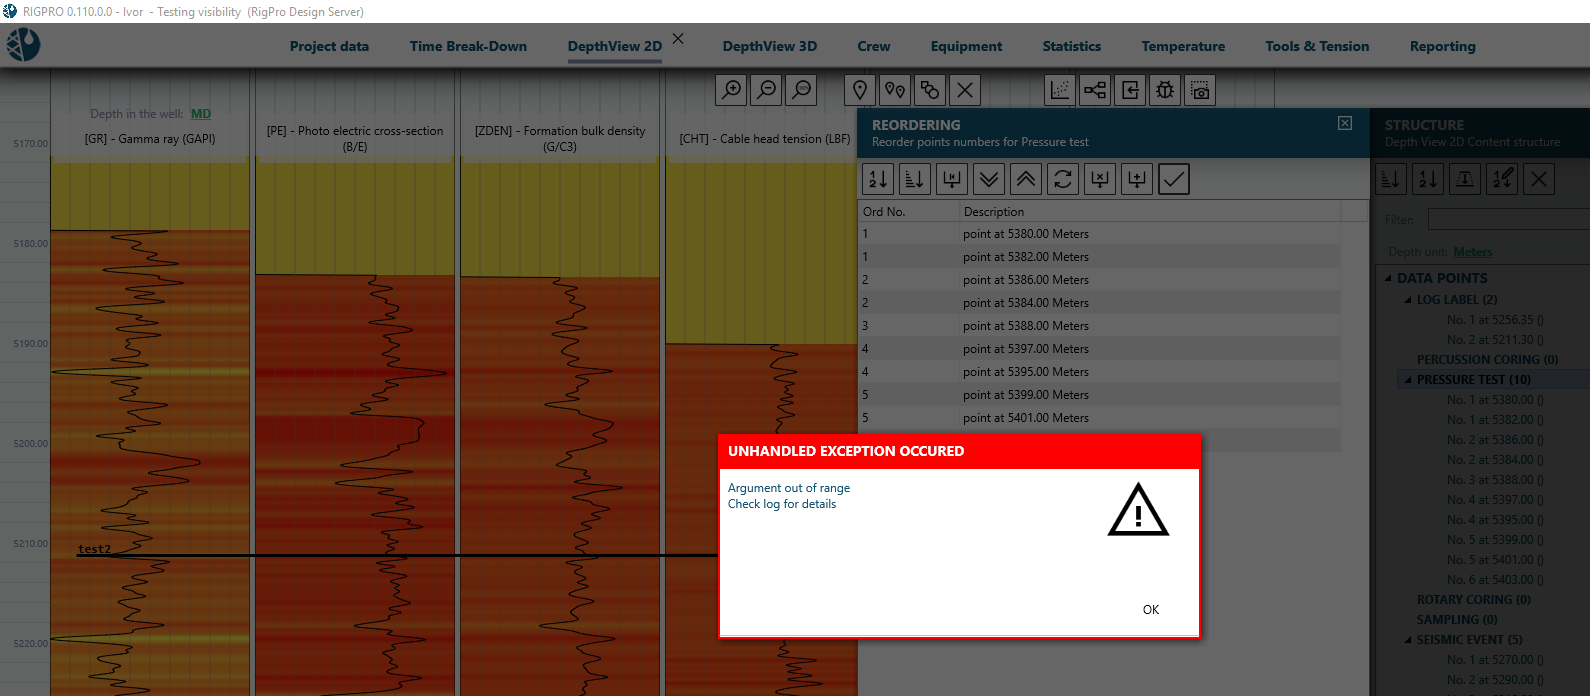 RIGPRO 0.110.0.0 - Ivor - Testing visibility (RigPro Design Server)
Project data
Time Break-Down
DepthView 2D
DepthView 3D
Crew
Equipment
Statistics
Temperature
Tools & Tension
Reporting
Depth in the well: MD
[GR] - Gamma ray (GAPI)
[PE] - Photo electric cross-section
(B/E)
[ZDEN] - Formation bulk density
(G/C3)
[CHT] - Cable head tension (LBF)
5170.00
5180.00
5190.00
5200.00
5210.00
5220.00
test2
REORDERING
Reorder points numbers for Pressure test
Ord No. Description
1 point at 5380.00 Meters
1 point at 5382.00 Meters
2 point at 5386.00 Meters
2 point at 5384.00 Meters
3 point at 5388.00 Meters
4 point at 5397.00 Meters
4 point at 5395.00 Meters
5 point at 5399.00 Meters
5 point at 5401.00 Meters
UNHANDLED EXCEPTION OCCURED
Argument out of range
Check log for details
OK
STRUCTURE
Depth View 2D Content structure
Filter:
Depth unit: Meters
DATA POINTS
LOG LABEL (2)
No. 1 at 5256.35 ()
No. 2 at 5211.30 ()
PERCUSSION CORING (0)
PRESSURE TEST (10)
No. 1 at 5380.00 ()
No. 1 at 5382.00 ()
No. 2 at 5386.00 ()
No. 2 at 5384.00 ()
No. 3 at 5388.00 ()
No. 4 at 5397.00 ()
No. 4 at 5395.00 ()
No. 5 at 5399.00 ()
No. 5 at 5401.00 ()
No. 6 at 5403.00 ()
ROTARY CORING (0)
SAMPLING (0)
SEISMIC EVENT (5)
No. 1 at 5270.00 ()
No. 2 at 5290.00 ()